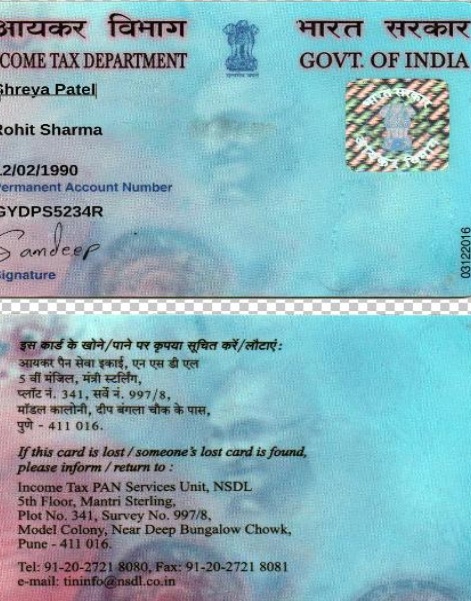 आयकर विभाग भारत सरकार
COME TAX DEPARTMENT GOVT. OF INDIA
Shreya Patel
Rohit Sharma
12/02/1990
Permanent Account Number
GYDPS5234R
Samdeep
Signature
03122016
इस कार्ड के खोने/पाने पर कृपया सूचित करें/लौटाएं:
आयकर पैन सेवा इकाई, एन एस डी एल
5 वीं मंजिल, मंत्री स्टर्लिंग,
प्लॉट नं. 341, सर्वे नं. 997/8,
मॉडल कालोनी, दीप बंगला चौक के पास,
पुणे - 411 016.
If this card is lost / someone's lost card is found,
please inform / return to :
Income Tax PAN Services Unit, NSDL
5th Floor, Mantri Sterling,
Plot No. 341, Survey No. 997/8,
Model Colony, Near Deep Bungalow Chowk,
Pune - 411 016.
Tel: 91-20-2721 8080, Fax: 91-20-2721 8081
e-mail: tininfo@nsdl.co.in